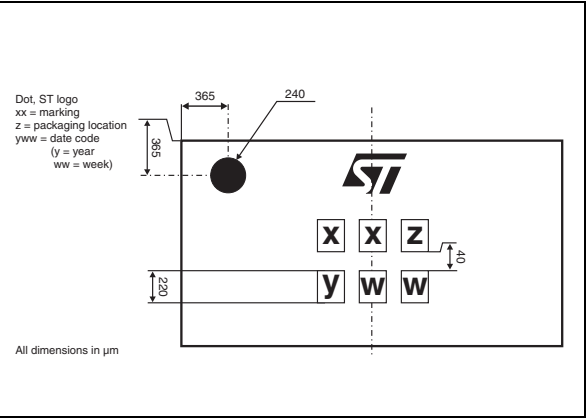 Dot, ST logo
xx = marking
z = packaging location
yww = date code
(y = year
ww = week)
365
240
365
ST
x x z
40
y w w
220
All dimensions in µm